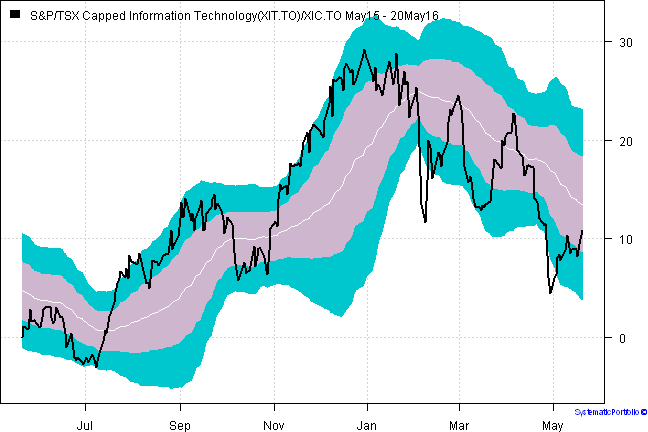 S&P/TSX Capped Information Technology(XIT.TO)/XIC.TO May15 - 20May16
30
20
10
0
Jul Sep Nov Jan Mar May
SystematicPortfolio ©